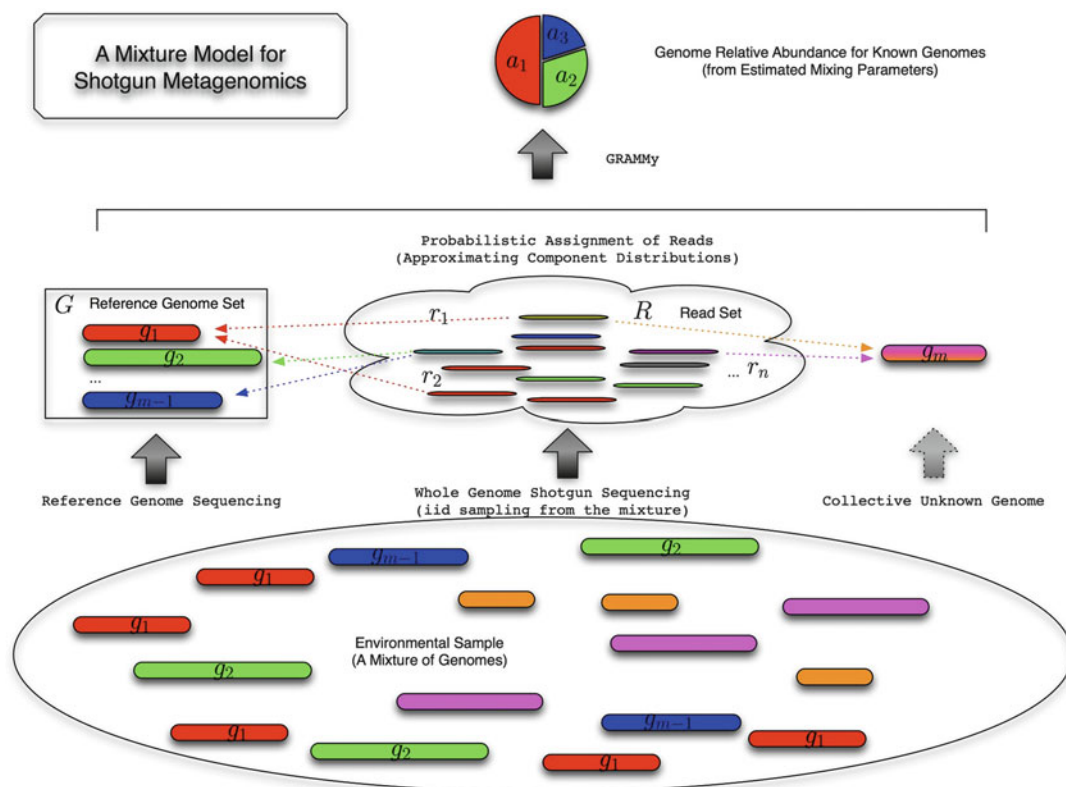 A Mixture Model for
Shotgun Metagenomics
a₁
a₃
a₂
Genome Relative Abundance for Known Genomes
(from Estimated Mixing Parameters)
GRAMMy
Probabilistic Assignment of Reads
(Approximating Component Distributions)
G Reference Genome Set
g₁
g₂
...
gₘ₋₁
r₁
R Read Set
r₂
... rₙ
gₘ
Reference Genome Sequencing
Whole Genome Shotgun Sequencing
(iid sampling from the mixture)
Collective Unknown Genome
gₘ₋₁
g₂
g₁
g₁
Environmental Sample
(A Mixture of Genomes)
g₂
g₁
gₘ₋₁
g₁
g₂
g₁